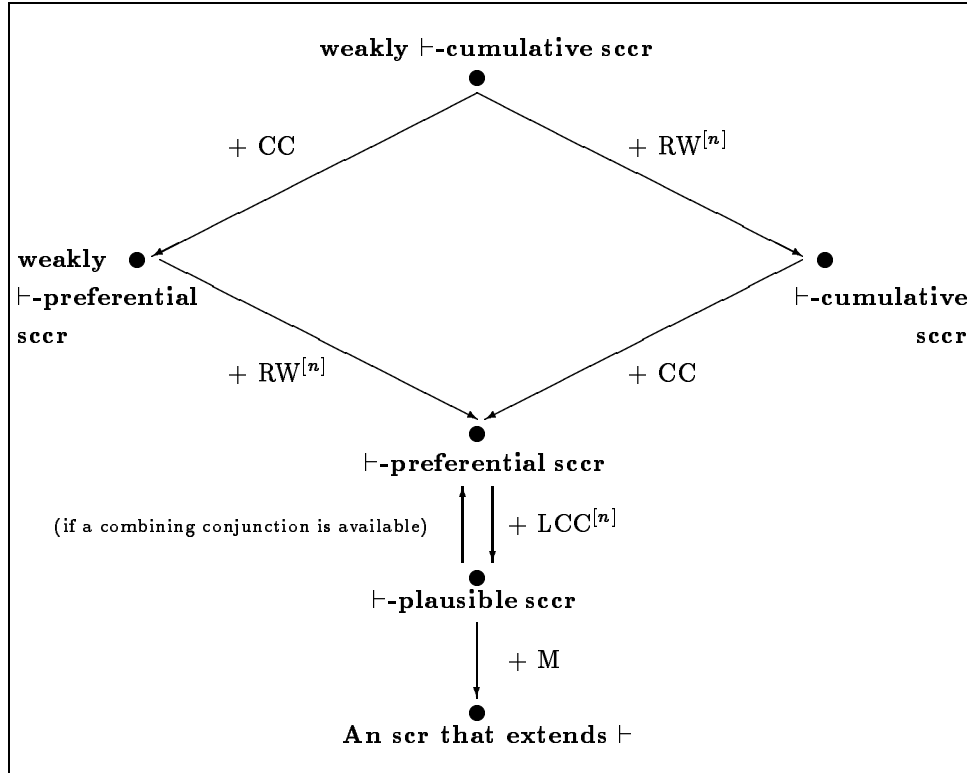 weakly ⊢-cumulative sccr
+ CC
+ RW[n]
weakly
⊢-preferential
sccr
⊢-cumulative
sccr
+ RW[n]
+ CC
⊢-preferential sccr
(if a combining conjunction is available)
+ LCC[n]
⊢-plausible sccr
+ M
An scr that extends ⊢